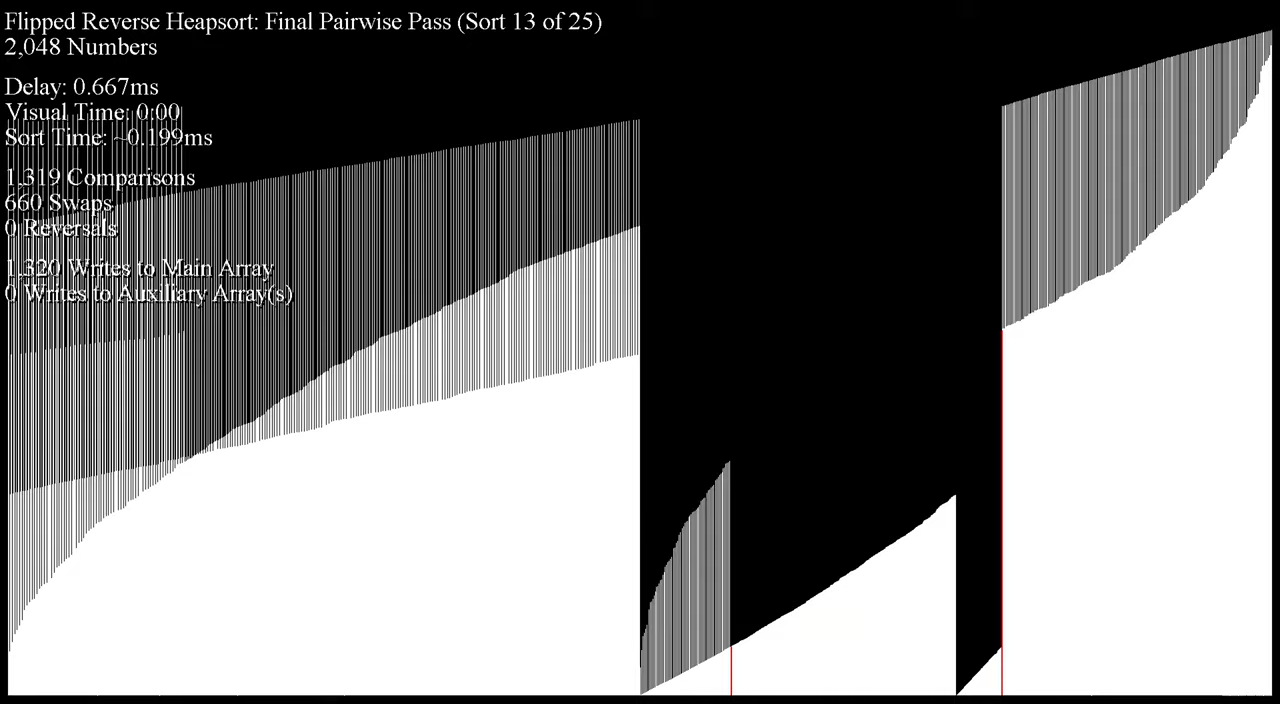 Flipped Reverse Heapsort: Final Pairwise Pass (Sort 13 of 25)
2,048 Numbers
Delay: 0.667ms
Visual Time: 0:00
Sort Time: ~0.199ms
1,319 Comparisons
660 Swaps
0 Reversals
1,320 Writes to Main Array
0 Writes to Auxiliary Array(s)